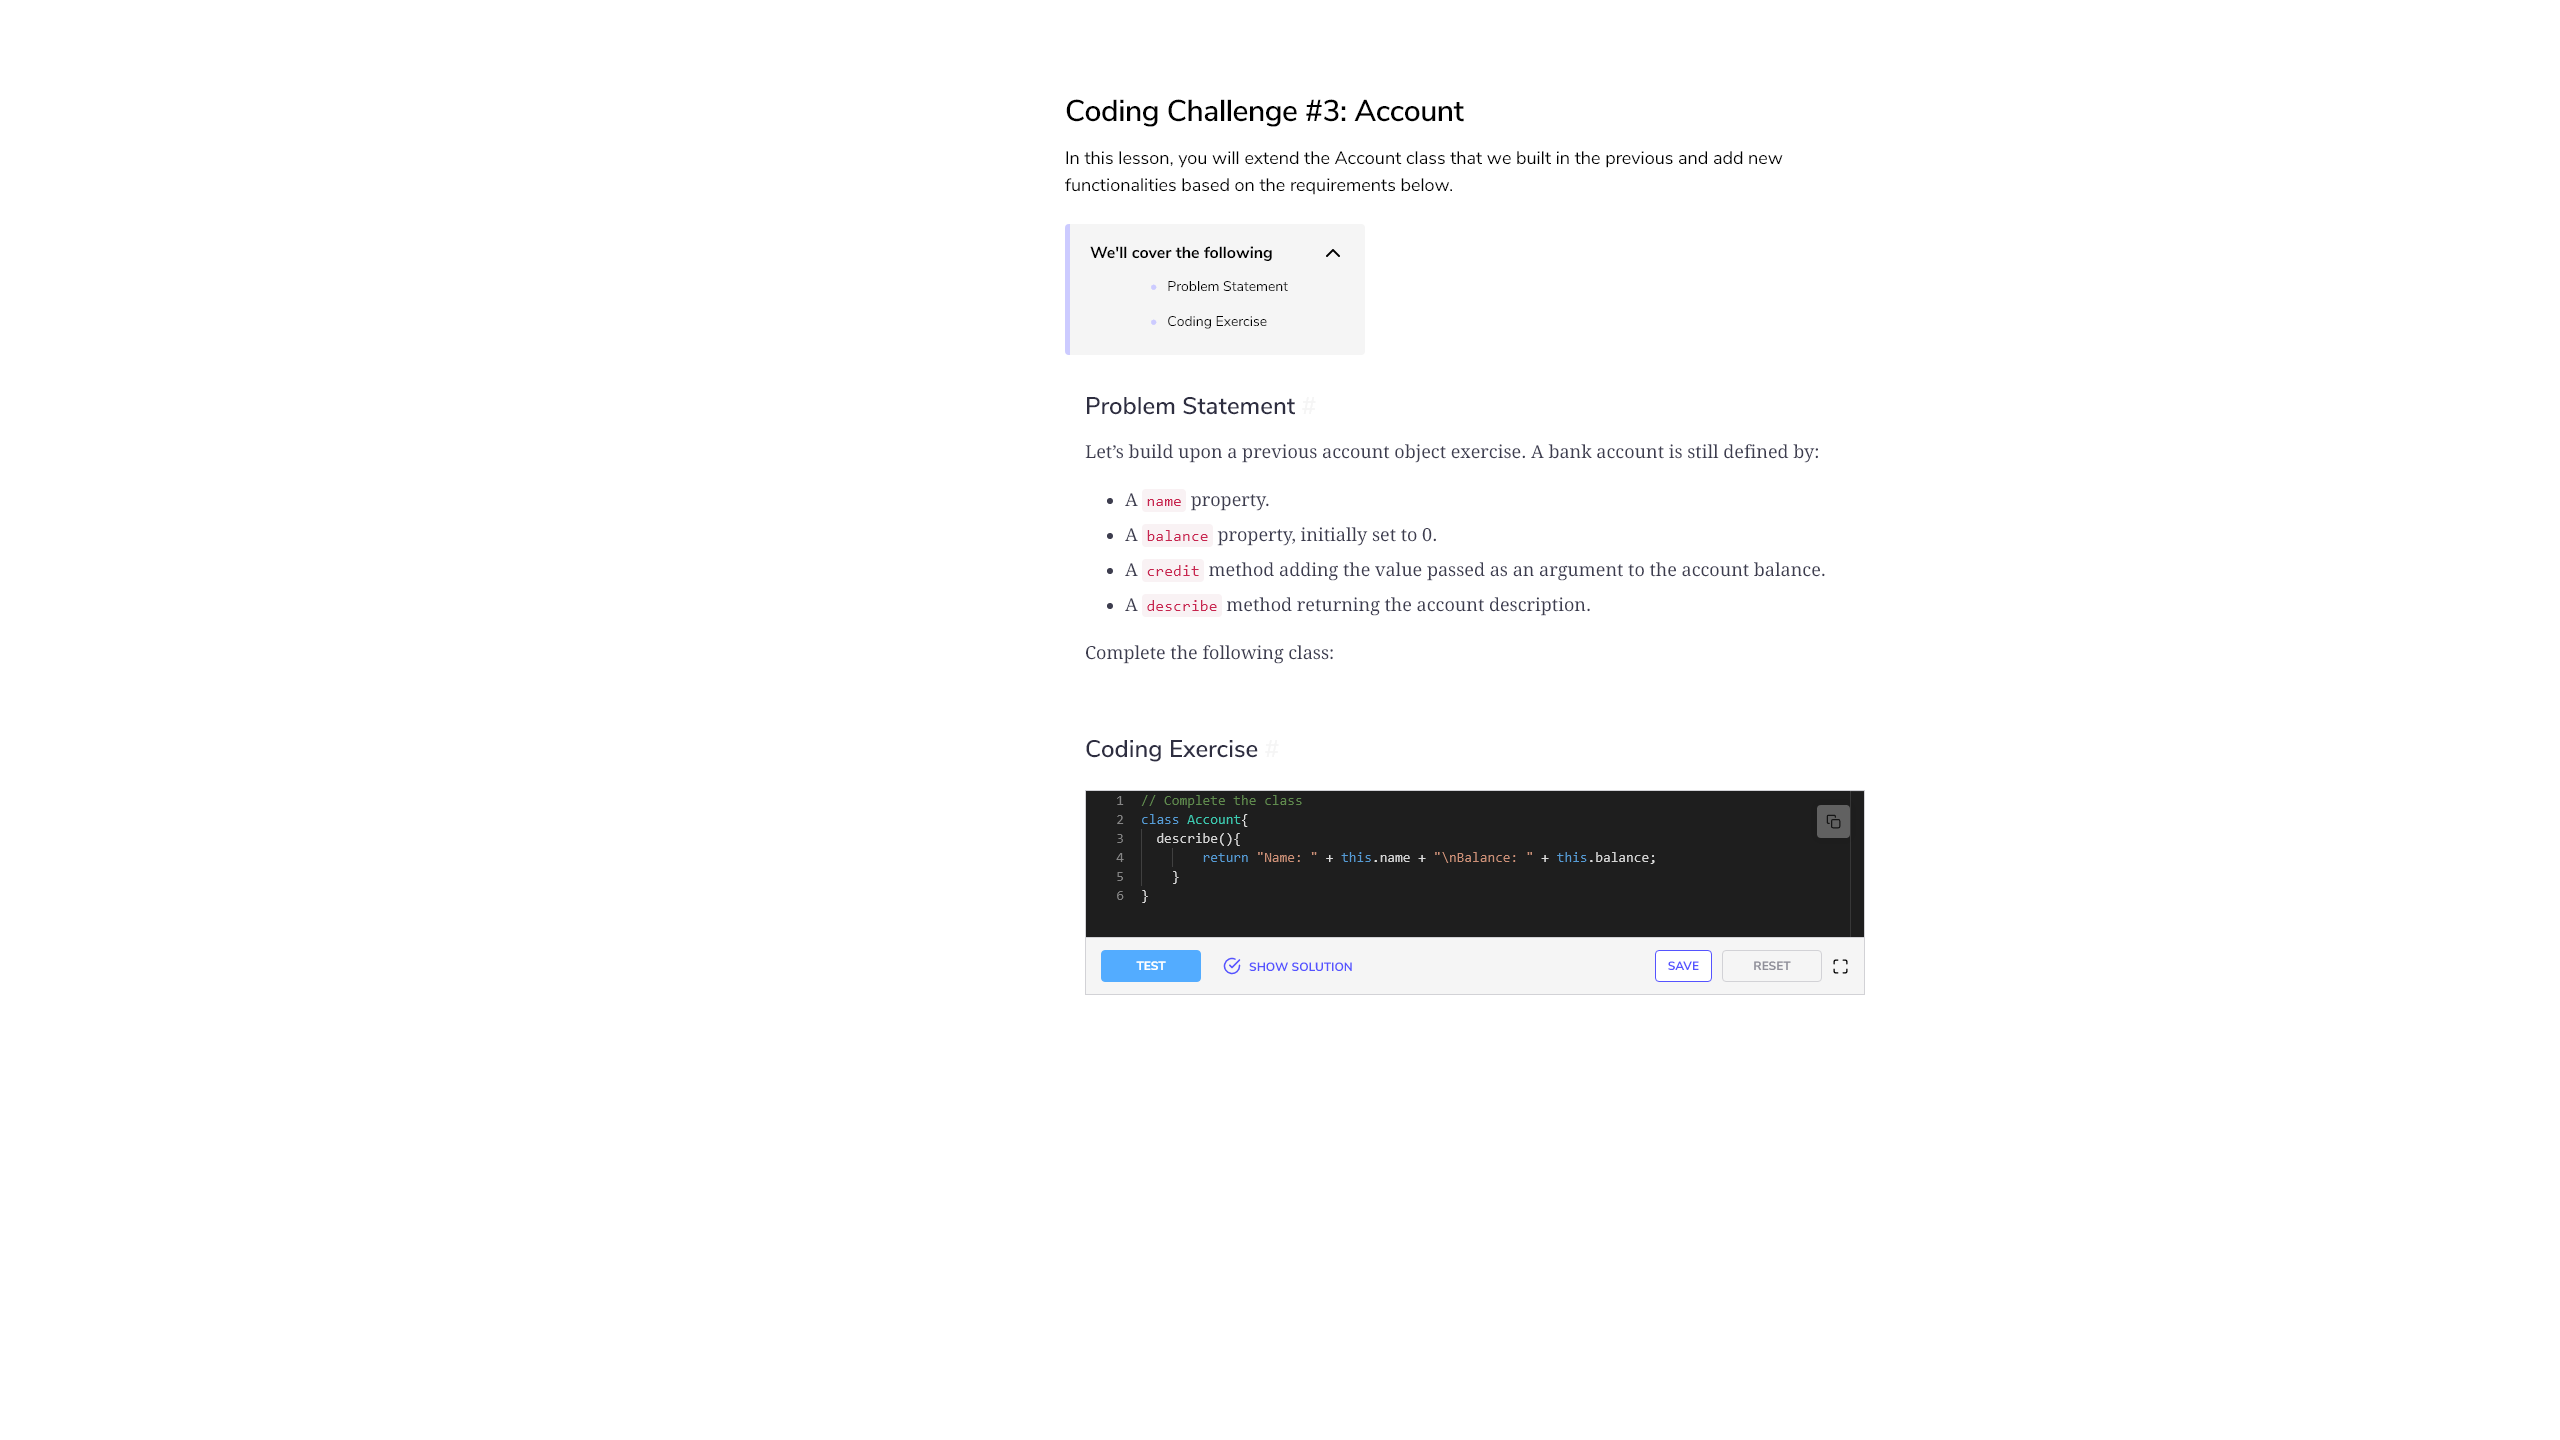 Coding Challenge #3: Account
In this lesson, you will extend the Account class that we built in the previous and add new
functionalities based on the requirements below.
We'll cover the following
Problem Statement
Coding Exercise
Problem Statement #
Let’s build upon a previous account object exercise. A bank account is still defined by:
A name property.
A balance property, initially set to 0.
A credit method adding the value passed as an argument to the account balance.
A describe method returning the account description.
Complete the following class:
Coding Exercise #
1 // Complete the class
2 class Account{
3   describe(){
4         return "Name: " + this.name + "\nBalance: " + this.balance;
5     }
6 }
TEST SHOW SOLUTION SAVE RESET